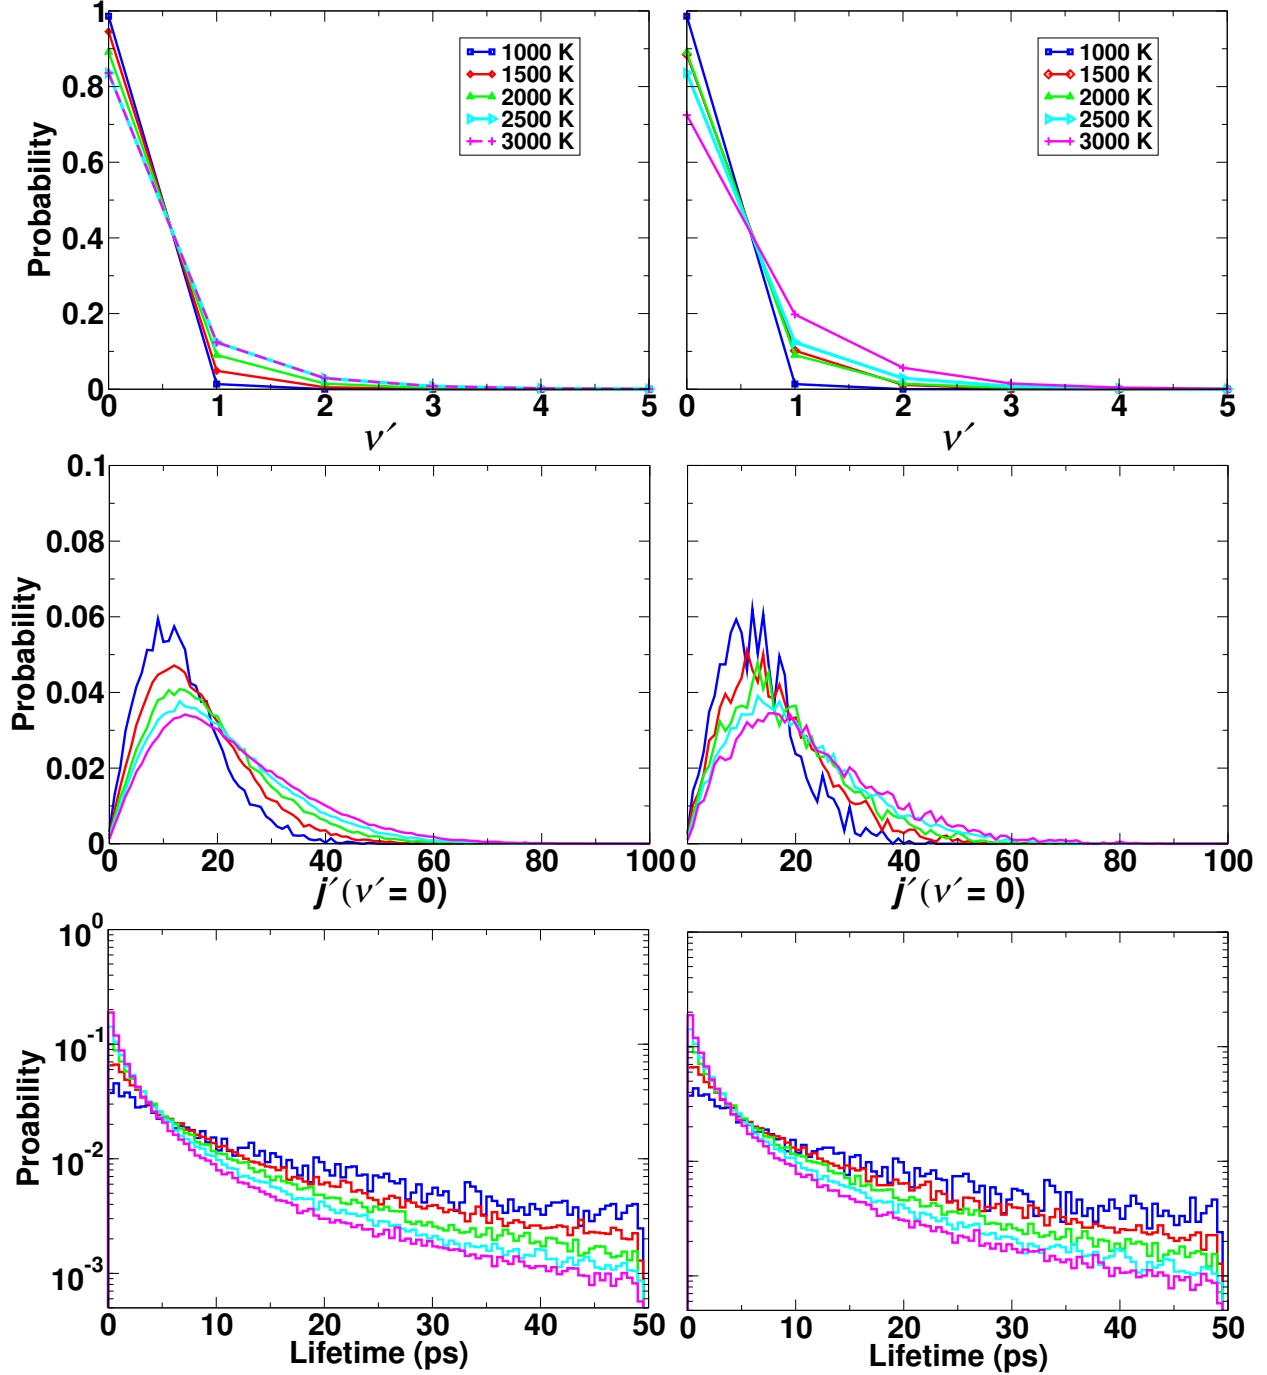 1
0.8
0.6
0.4
0.2
0
Probability
1000 K
1500 K
2000 K
2500 K
3000 K
0 1 2 3 4 5
ν′
1000 K
1500 K
2000 K
2500 K
3000 K
0 1 2 3 4 5
ν′
0.1
0.08
0.06
0.04
0.02
0
Probability
0 20 40 60 80 100
j′(ν′= 0)
0 20 40 60 80 100
j′(ν′= 0)
10^0
10^-1
10^-2
10^-3
Proability
0 10 20 30 40 50
Lifetime (ps)
0 10 20 30 40 50
Lifetime (ps)